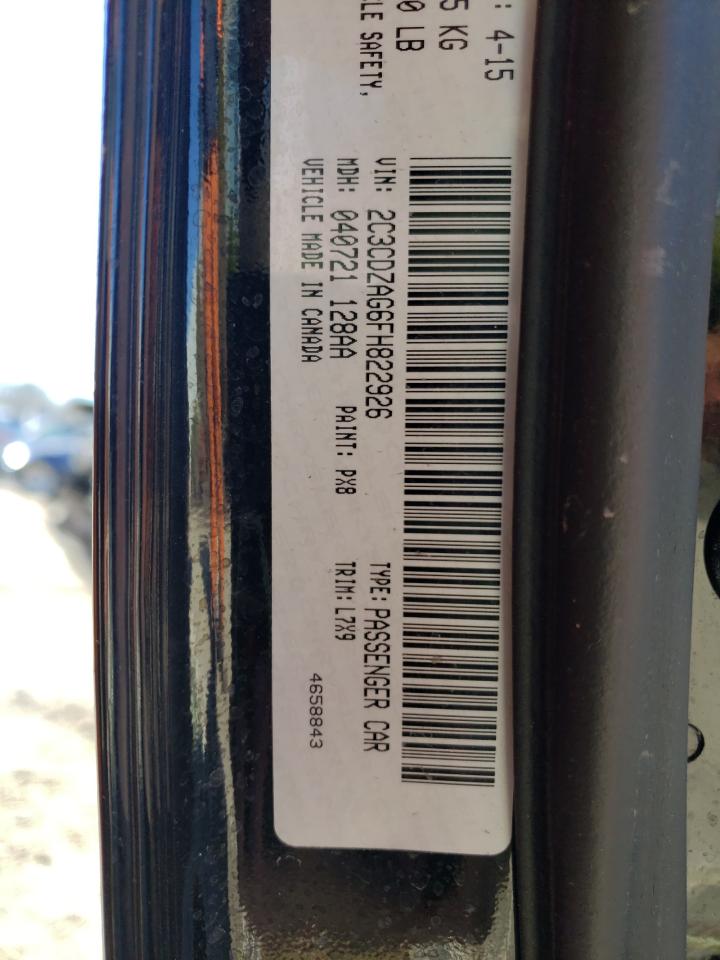 : 4-15
5 KG
0 LB
LE SAFETY,
VIN: 2C3CDZAG6FH822926 TYPE: PASSENGER CAR
MDH: 040721 128AA PAINT: PX8 TRIM: L7X9
VEHICLE MADE IN CANADA
4658843